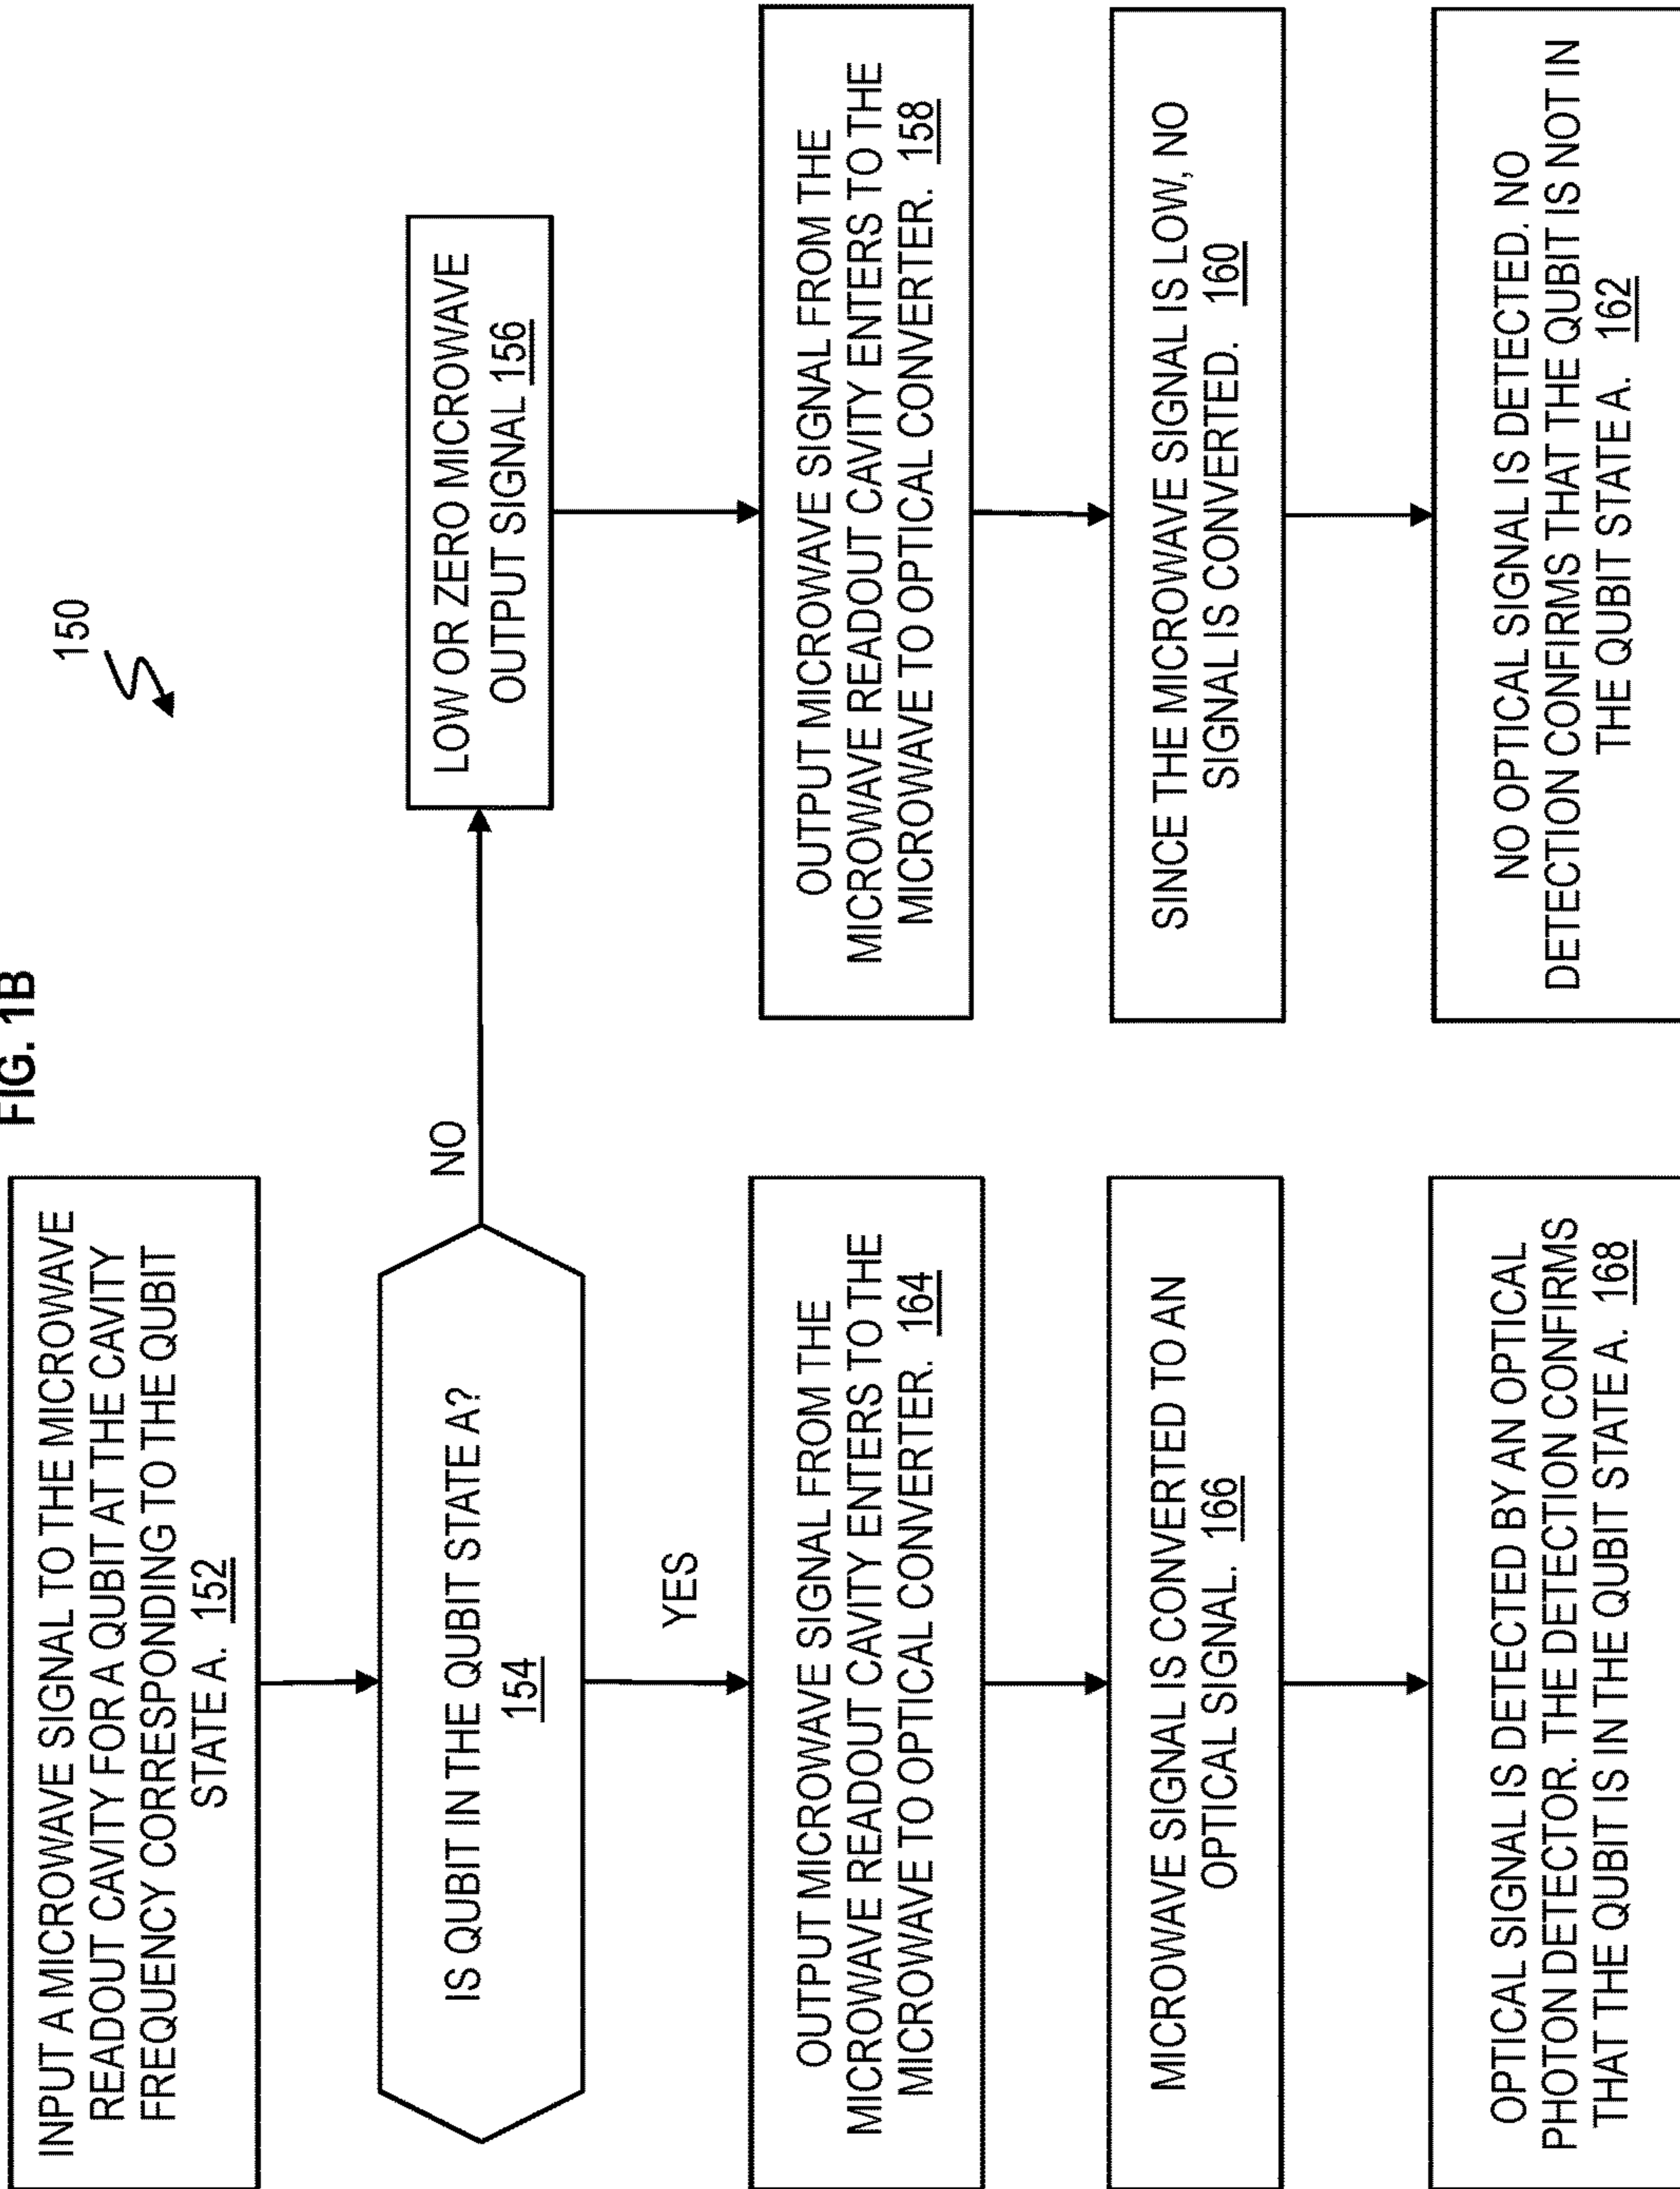 FIG. 1B
150
INPUT A MICROWAVE SIGNAL TO THE MICROWAVE
READOUT CAVITY FOR A QUBIT AT THE CAVITY
FREQUENCY CORRESPONDING TO THE QUBIT
STATE A. 152
IS QUBIT IN THE QUBIT STATE A?
154
NO
LOW OR ZERO MICROWAVE
OUTPUT SIGNAL 156
YES
OUTPUT MICROWAVE SIGNAL FROM THE
MICROWAVE READOUT CAVITY ENTERS TO THE
MICROWAVE TO OPTICAL CONVERTER. 164
MICROWAVE SIGNAL IS CONVERTED TO AN
OPTICAL SIGNAL. 166
OPTICAL SIGNAL IS DETECTED BY AN OPTICAL
PHOTON DETECTOR. THE DETECTION CONFIRMS
THAT THE QUBIT IS IN THE QUBIT STATE A. 168
OUTPUT MICROWAVE SIGNAL FROM THE
MICROWAVE READOUT CAVITY ENTERS TO THE
MICROWAVE TO OPTICAL CONVERTER. 158
SINCE THE MICROWAVE SIGNAL IS LOW, NO
SIGNAL IS CONVERTED. 160
NO OPTICAL SIGNAL IS DETECTED. NO
DETECTION CONFIRMS THAT THE QUBIT IS NOT IN
THE QUBIT STATE A. 162